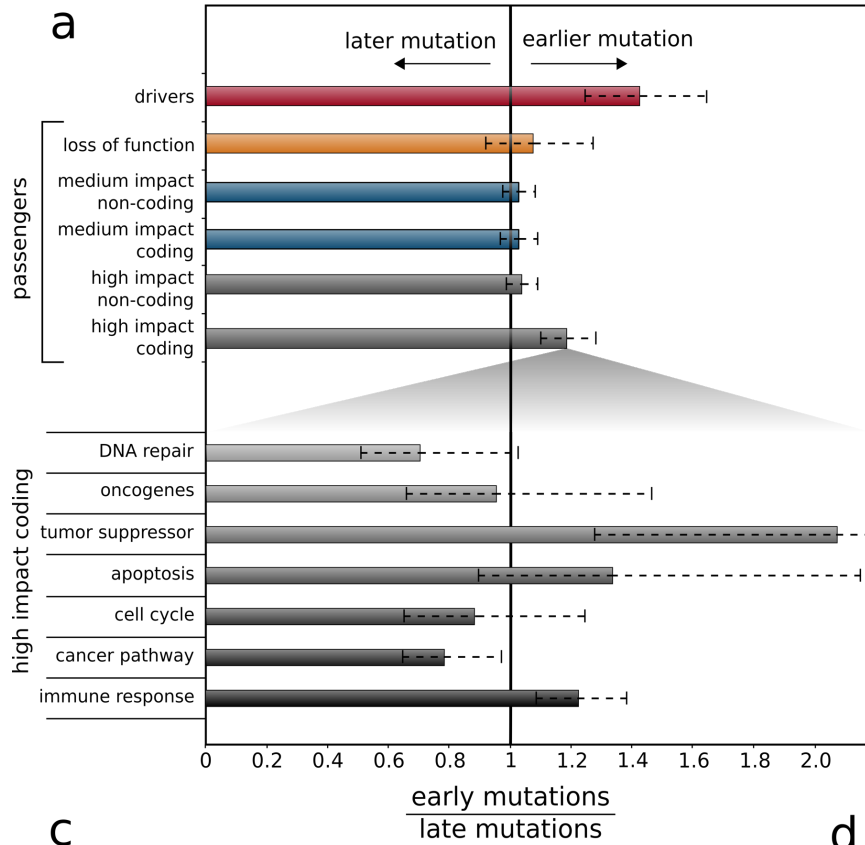 a
later mutation
earlier mutation
drivers
passengers
loss of function
medium impact
non-coding
medium impact
coding
high impact
non-coding
high impact
coding
high impact coding
DNA repair
oncogenes
tumor suppressor
apoptosis
cell cycle
cancer pathway
immune response
0 0.2 0.4 0.6 0.8 1 1.2 1.4 1.6 1.8 2.0
early mutations
late mutations
c
d